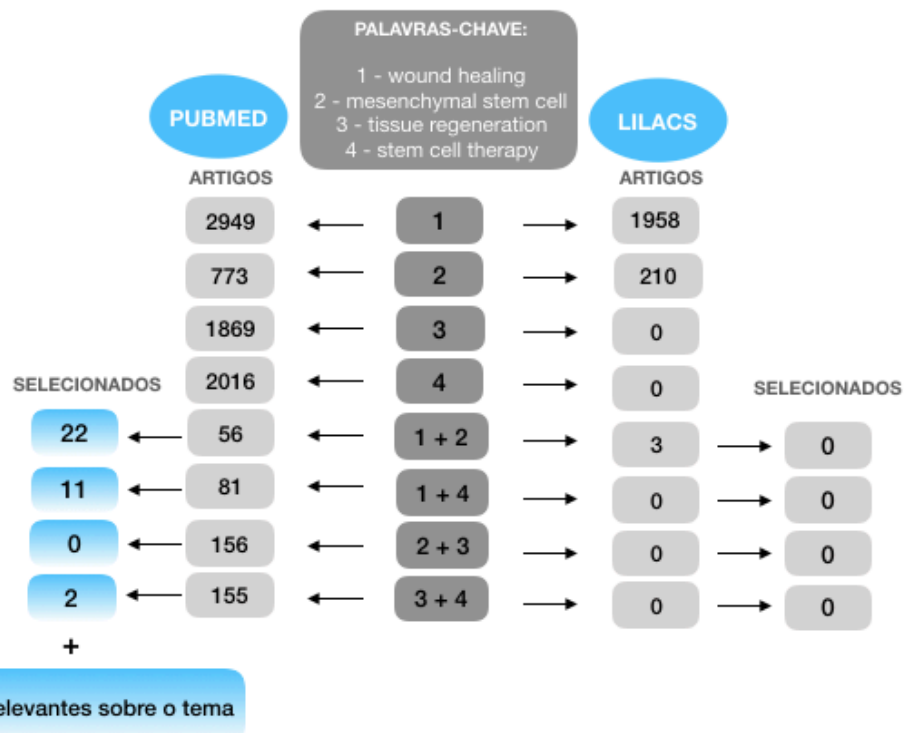 PALAVRAS-CHAVE:
1 - wound healing
2 - mesenchymal stem cell
3 - tissue regeneration
4 - stem cell therapy
PUBMED
LILACS
ARTIGOS
ARTIGOS
2949 1 1958
773 2 210
1869 3 0
2016 4 0
SELECIONADOS
SELECIONADOS
22 56 1 + 2 3 0
11 81 1 + 4 0 0
0 156 2 + 3 0 0
2 155 3 + 4 0 0
+
sobre o tema